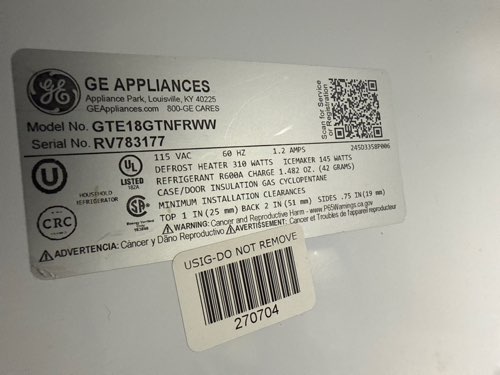 GE APPLIANCES
Appliance Park, Louisville, KY 40225
GEAppliances.com 800-GE CARES
Model No. GTE18GTNFRWW
Serial No. RV783177
Scan for Service
or Registration
115 VAC 60 HZ 1.2 AMPS 245D3358P006
DEFROST HEATER 310 WATTS ICEMAKER 145 WATTS
REFRIGERANT R600A CHARGE 1.482 OZ. (42 GRAMS)
CASE/DOOR INSULATION GAS CYCLOPENTANE
MINIMUM INSTALLATION CLEARANCES
TOP 1 IN (25 mm) BACK 2 IN (51 mm) SIDES .75 IN (19 mm)
UL
LISTED
HOUSEHOLD
REFRIGERATOR
CRC
WARNING: Cancer and Reproductive Harm - www.P65Warnings.ca.gov
ADVERTENCIA: Cáncer y Daño Reproductivo AVERTISSEMENT: Cancer et Troubles de l'appareil reproducteur
USIG-DO NOT REMOVE
270704